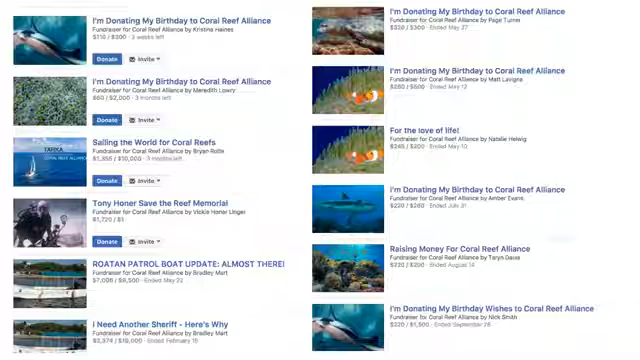 I'm Donating My Birthday to Coral Reef Alliance
Fundraiser for Coral Reef Alliance by Kristina Haines
$110 / $300 · 3 weeks left
Donate Invite
I'm Donating My Birthday to Coral Reef Alliance
Fundraiser for Coral Reef Alliance by Meredith Lowry
$60 / $2,000 · 3 months left
Donate Invite
TARKA
CORAL REEF ALLIANCE
Sailing the World for Coral Reefs
Fundraiser for Coral Reef Alliance by Bryan Rolfe
$1,355 / $10,000 · 3 months left
Donate Invite
Tony Honer Save the Reef Memorial
Fundraiser for Coral Reef Alliance by Vickie Honer Unger
$1,720 / $1
Donate Invite
ROATAN PATROL BOAT UPDATE: ALMOST THERE!
Fundraiser for Coral Reef Alliance by Bradley Mart
$7,006 / $8,500 · Ended May 22
I Need Another Sheriff - Here's Why
Fundraiser for Coral Reef Alliance by Bradley Mart
$2,374 / $19,000 · Ended February 15
I'm Donating My Birthday to Coral Reef Alliance
Fundraiser for Coral Reef Alliance by Page Turner
$320 / $300 · Ended May 27
I'm Donating My Birthday to Coral Reef Alliance
Fundraiser for Coral Reef Alliance by Matt Lavigne
$280 / $500 · Ended May 12
For the love of life!
Fundraiser for Coral Reef Alliance by Natalie Helwig
$245 / $200 · Ended May 10
I'm Donating My Birthday to Coral Reef Alliance
Fundraiser for Coral Reef Alliance by Amber Evans
$220 / $250 · Ended July 31
Raising Money For Coral Reef Alliance
Fundraiser for Coral Reef Alliance by Taryn Davis
$220 / $200 · Ended August 14
I'm Donating My Birthday Wishes to Coral Reef Alliance
Fundraiser for Coral Reef Alliance by Nick Smith
$220 / $1,500 · Ended September 28